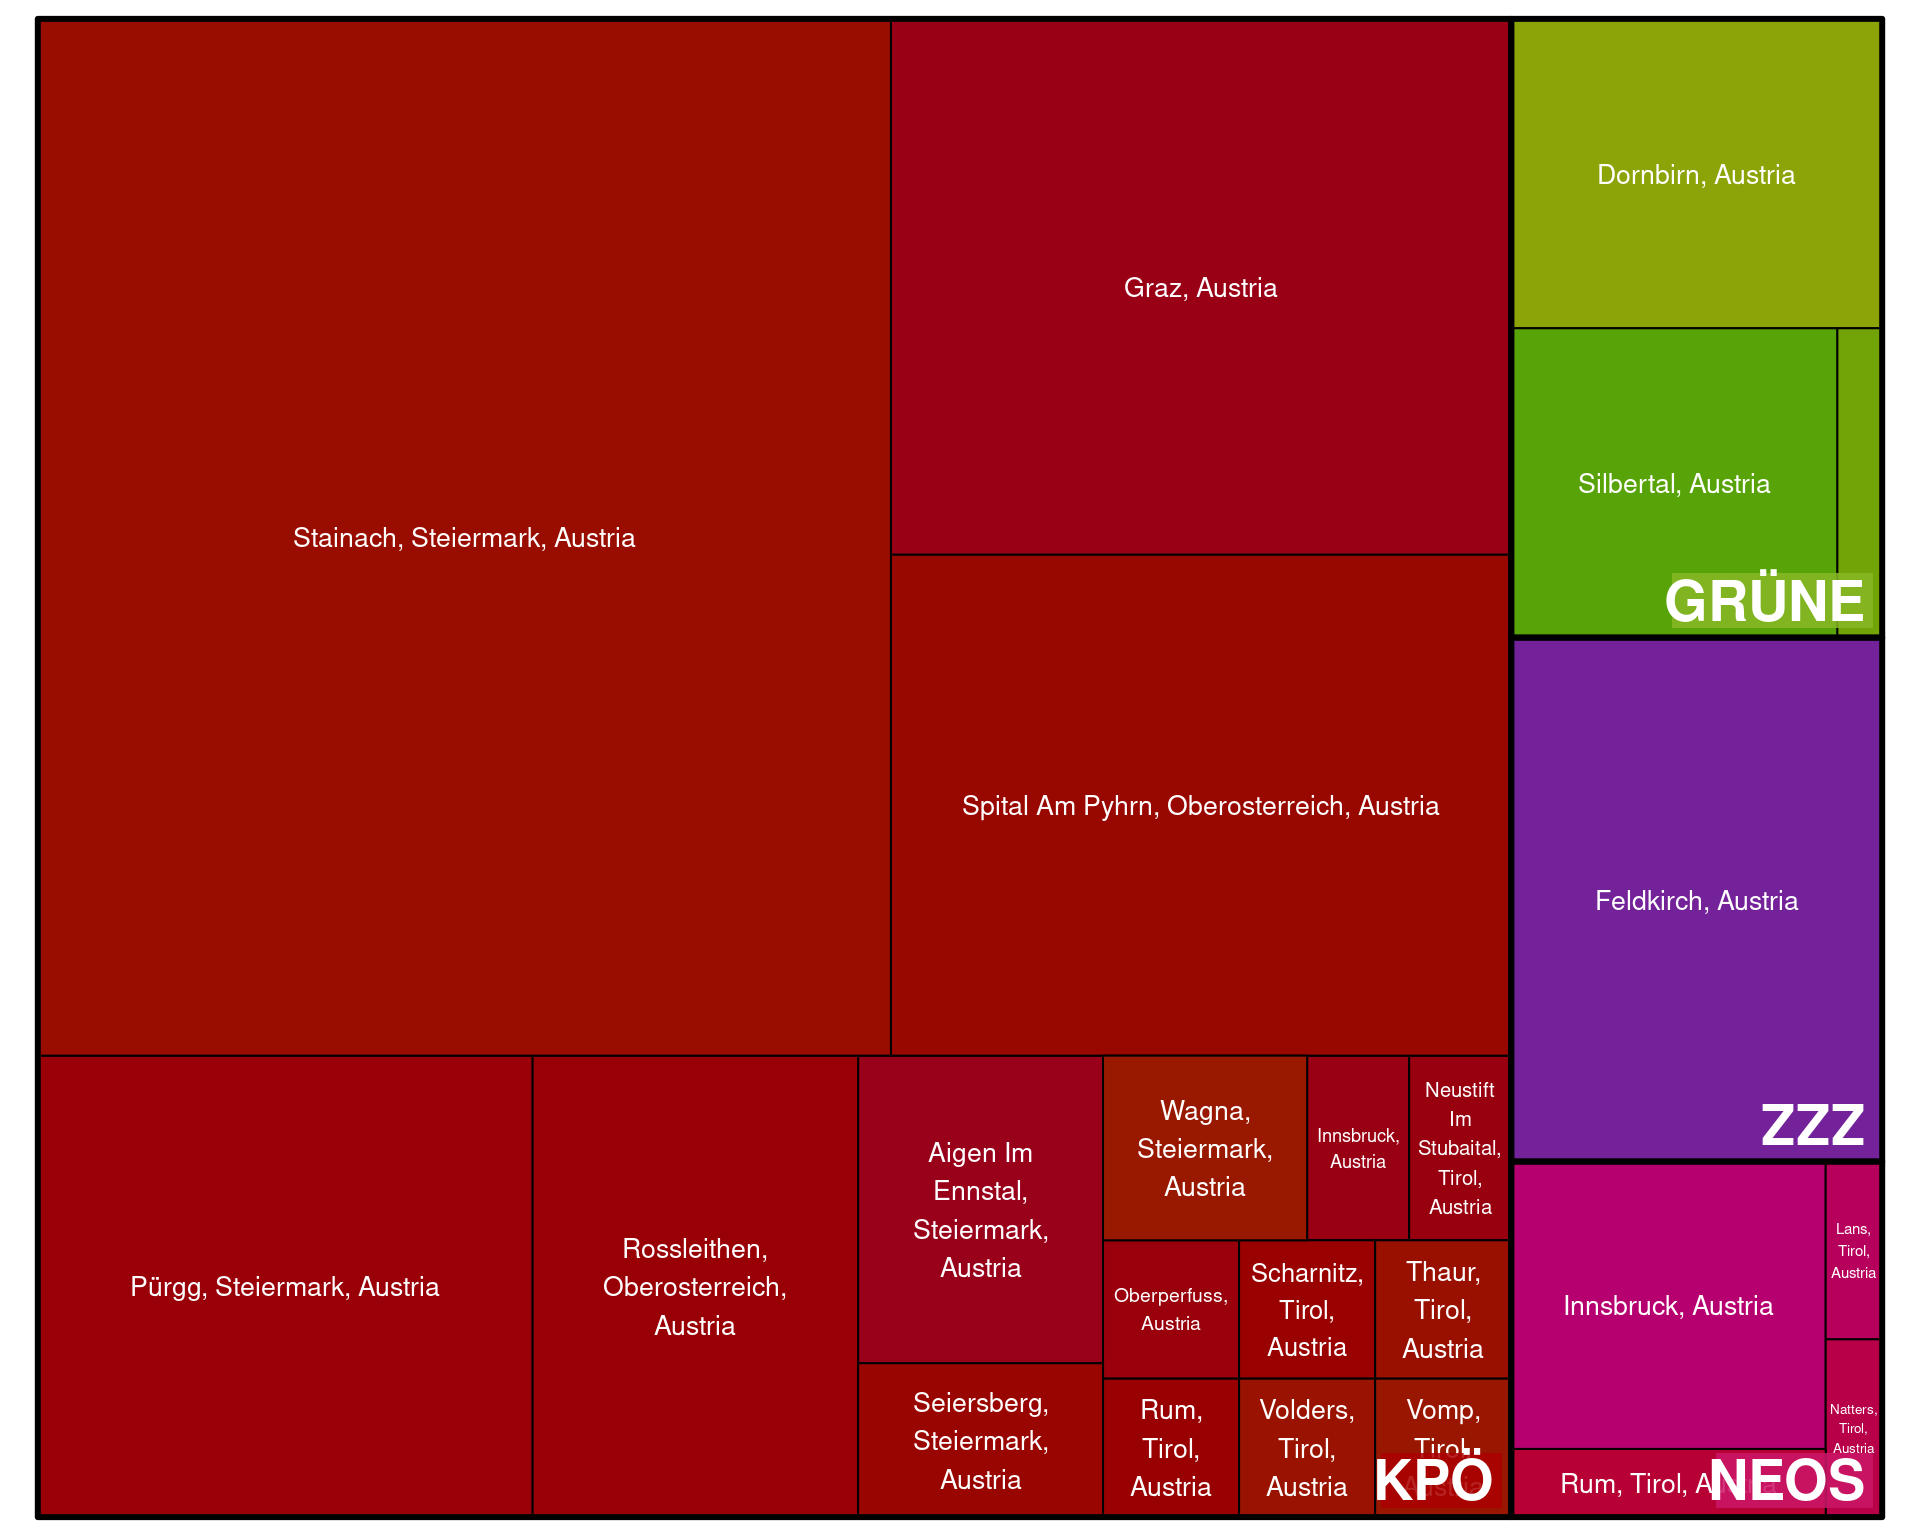 Stainach, Steiermark, Austria
Graz, Austria
Spital Am Pyhrn, Oberosterreich, Austria
Pürgg, Steiermark, Austria
Rossleithen,
Oberosterreich,
Austria
Aigen Im
Ennstal,
Steiermark,
Austria
Seiersberg,
Steiermark,
Austria
Wagna,
Steiermark,
Austria
Innsbruck,
Austria
Neustift
Im
Stubaital,
Tirol,
Austria
Oberperfuss,
Austria
Scharnitz,
Tirol,
Austria
Thaur,
Tirol,
Austria
Rum,
Tirol,
Austria
Volders,
Tirol,
Austria
Vomp,
Tirol,
Austria
KPÖ
Dornbirn, Austria
Silbertal, Austria
GRÜNE
Feldkirch, Austria
ZZZ
Innsbruck, Austria
Lans,
Tirol,
Austria
Natters,
Tirol,
Austria
Rum, Tirol, Austria
NEOS